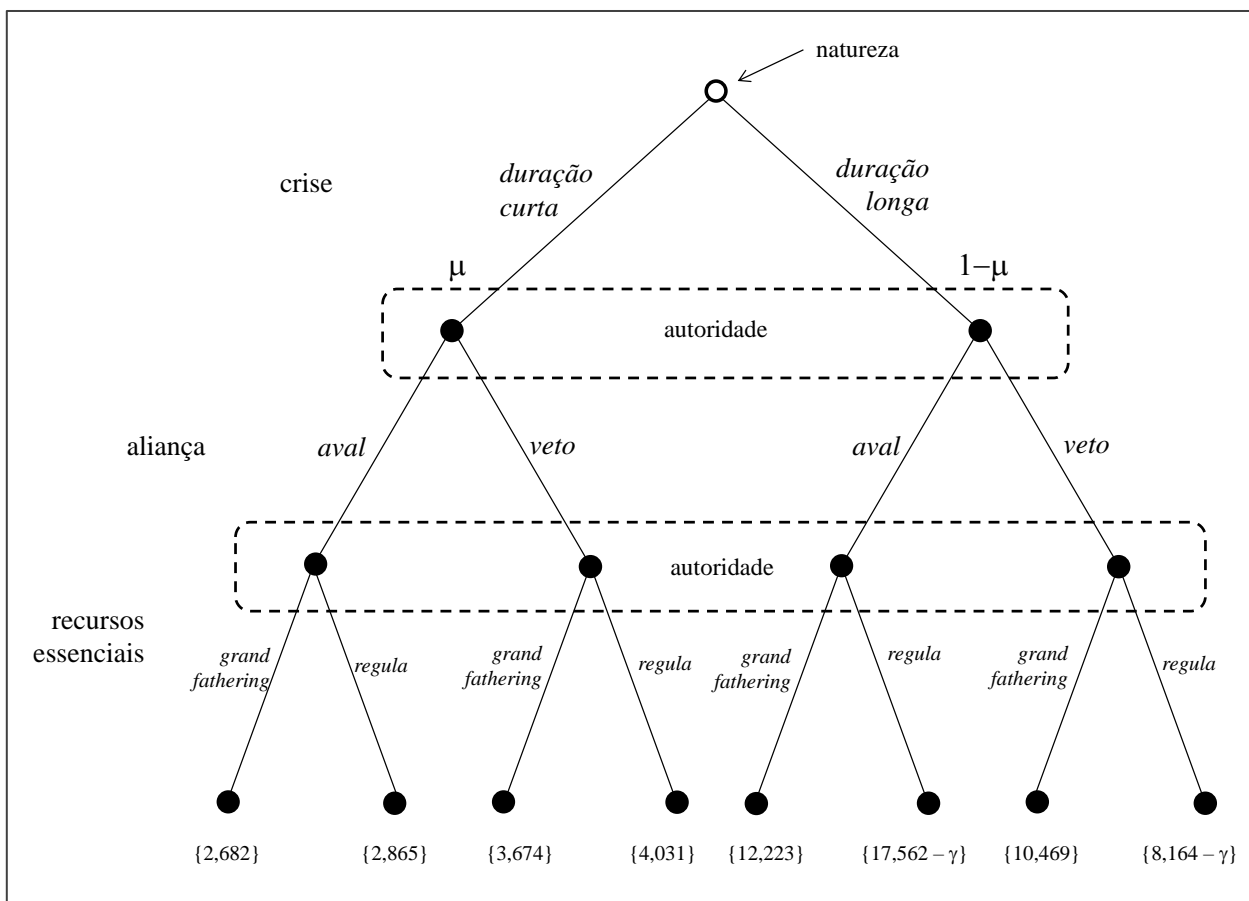 natureza
crise
duração
curta
duração
longa
μ
1–μ
autoridade
aliança
aval
veto
aval
veto
autoridade
recursos
essenciais
grand
fathering
regula
grand
fathering
regula
grand
fathering
regula
grand
fathering
regula
{2,682}
{2,865}
{3,674}
{4,031}
{12,223}
{17,562 – γ}
{10,469}
{8,164 – γ}